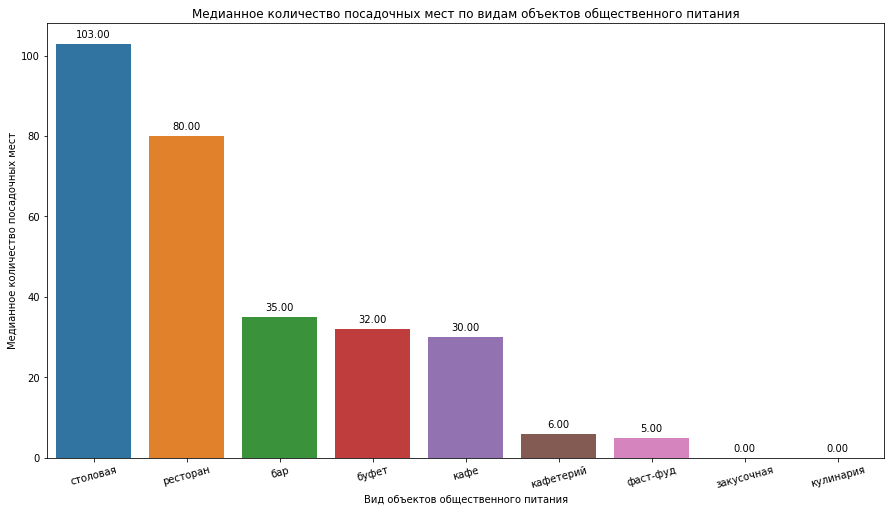 Медианное количество посадочных мест по видам объектов общественного питания
Медианное количество посадочных мест
100
80
60
40
20
0
103.00
80.00
35.00
32.00
30.00
6.00
5.00
0.00
0.00
столовая
ресторан
бар
буфет
кафе
кафетерий
фаст-фуд
закусочная
кулинария
Вид объектов общественного питания